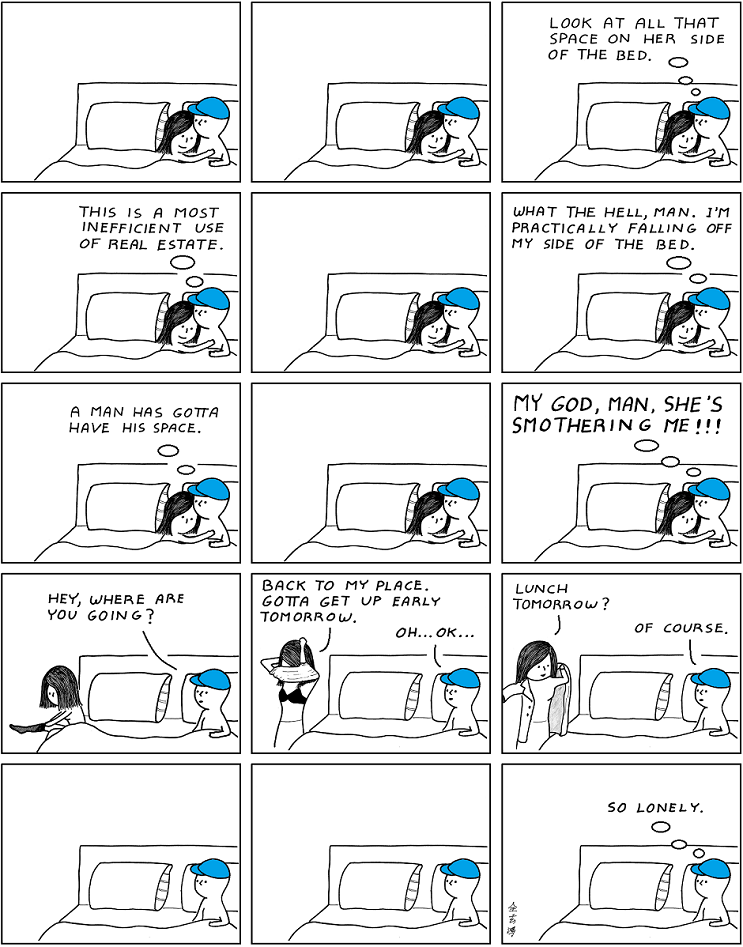 LOOK AT ALL THAT
SPACE ON HER SIDE
OF THE BED.
THIS IS A MOST
INEFFICIENT USE
OF REAL ESTATE.
WHAT THE HELL, MAN. I'M
PRACTICALLY FALLING OFF
MY SIDE OF THE BED.
A MAN HAS GOTTA
HAVE HIS SPACE.
MY GOD, MAN, SHE'S
SMOTHERING ME!!!
HEY, WHERE ARE
YOU GOING?
BACK TO MY PLACE.
GOTTA GET UP EARLY
TOMORROW.
OH...OK...
LUNCH
TOMORROW?
OF COURSE.
SO LONELY.